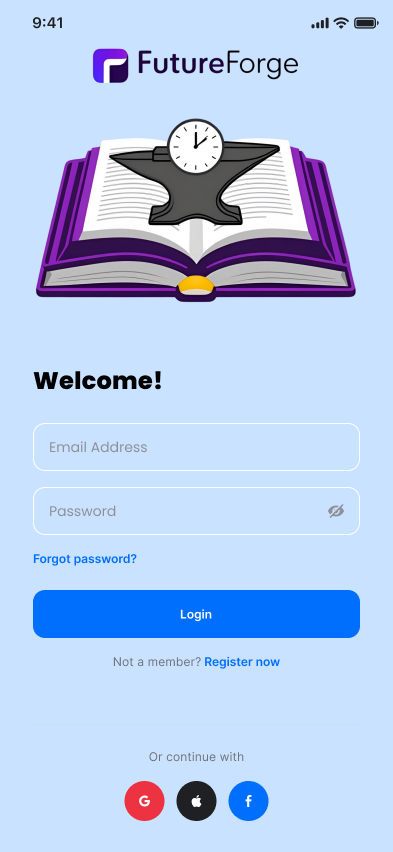 9:41
FutureForge
Welcome!
Email Address
Password
Forgot password?
Login
Not a member? Register now
Or continue with
G
f